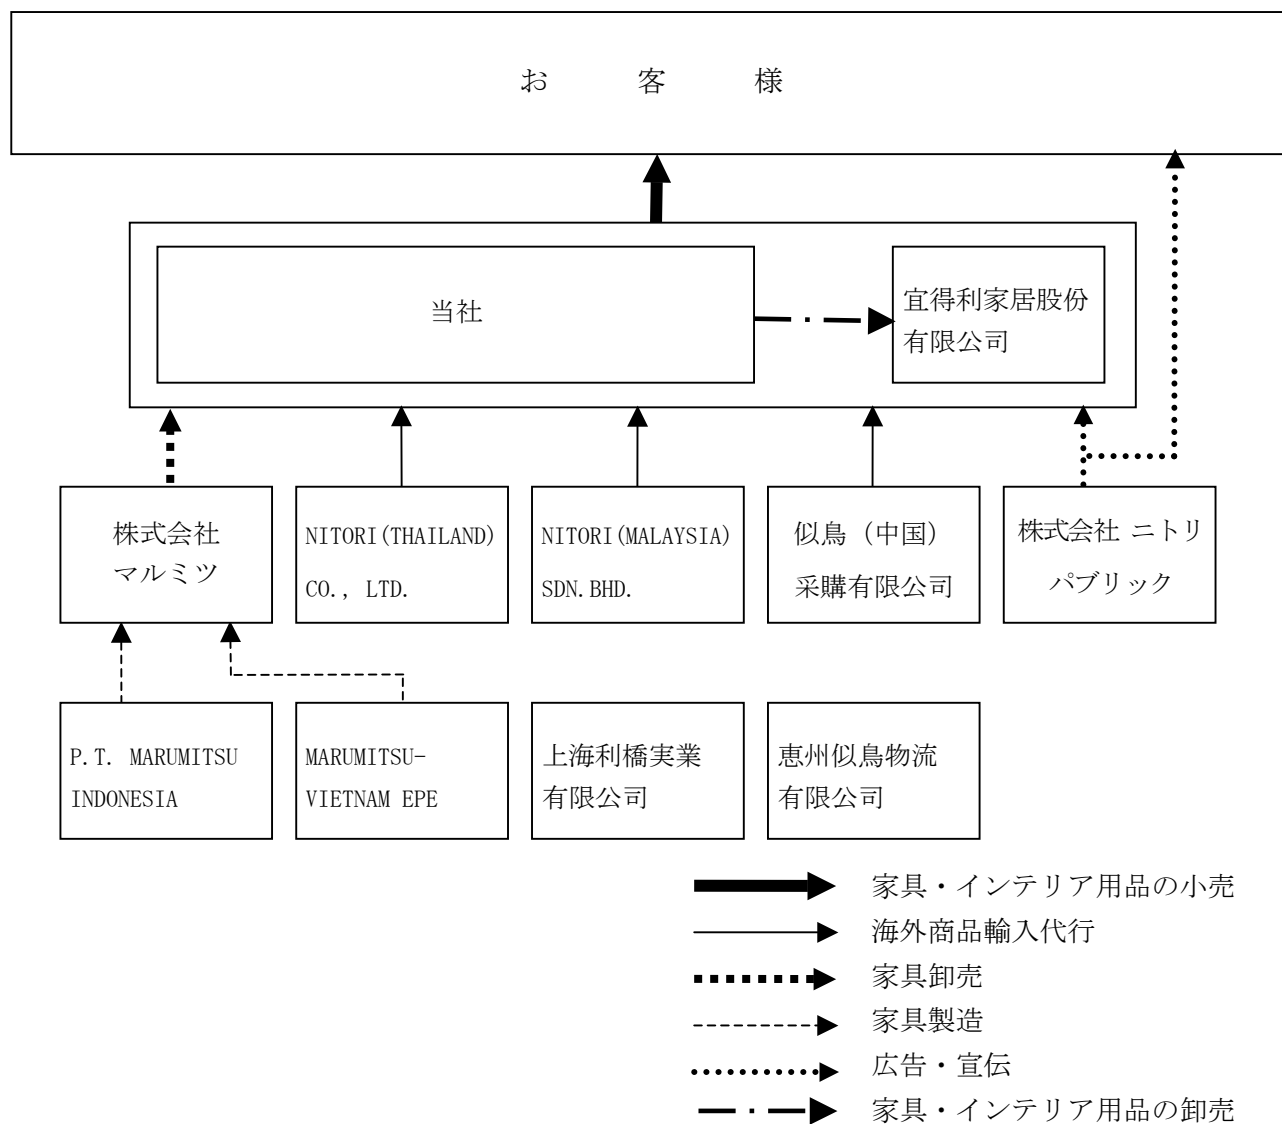 お客様
当社
宜得利家居股份
有限公司
株式会社
マルミツ
NITORI(THAILAND)
CO., LTD.
NITORI(MALAYSIA)
SDN.BHD.
似鳥（中国）
采購有限公司
株式会社 ニトリ
パブリック
P.T. MARUMITSU
INDONESIA
MARUMITSU-
VIETNAM EPE
上海利橋実業
有限公司
恵州似鳥物流
有限公司
家具・インテリア用品の小売
海外商品輸入代行
家具卸売
家具製造
広告・宣伝
家具・インテリア用品の卸売